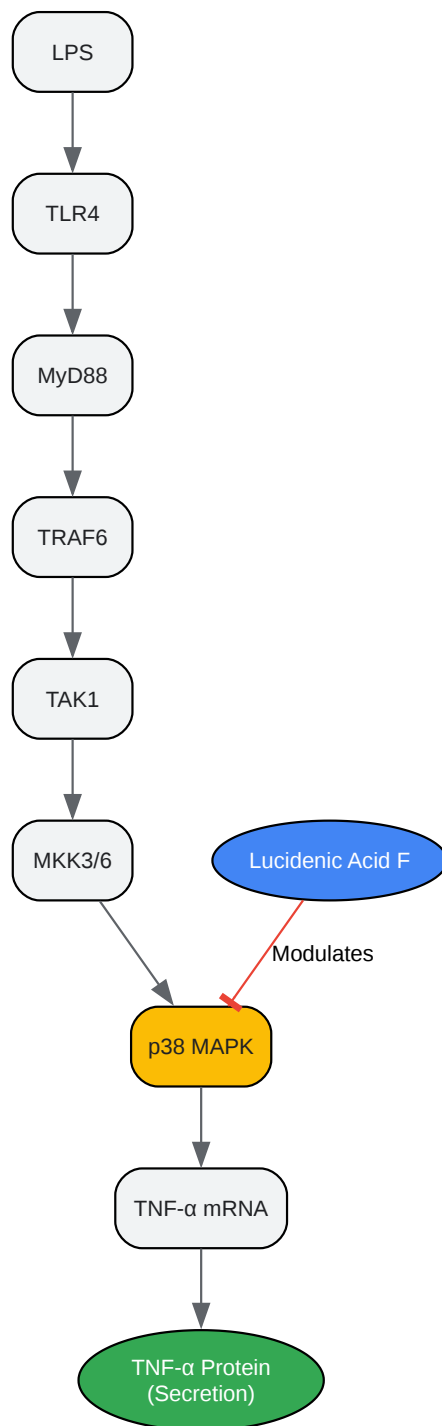 LPS
TLR4
MyD88
TRAF6
TAK1
MKK3/6
Lucidenic Acid F
Modulates
p38 MAPK
TNF-α mRNA
TNF-α Protein
(Secretion)